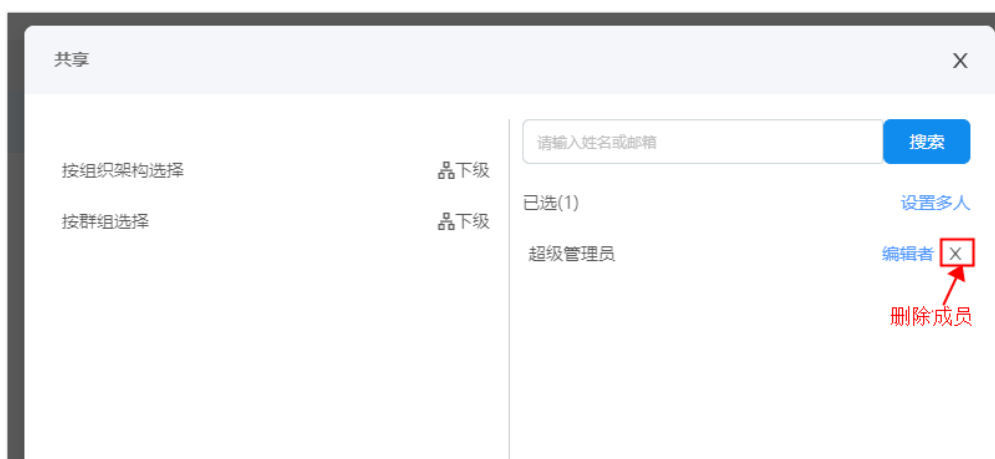 共享 X
按组织架构选择 品下级
按群组选择 品下级
请输入姓名或邮箱 搜索
已选(1) 设置多人
超级管理员 编辑者 X
删除成员